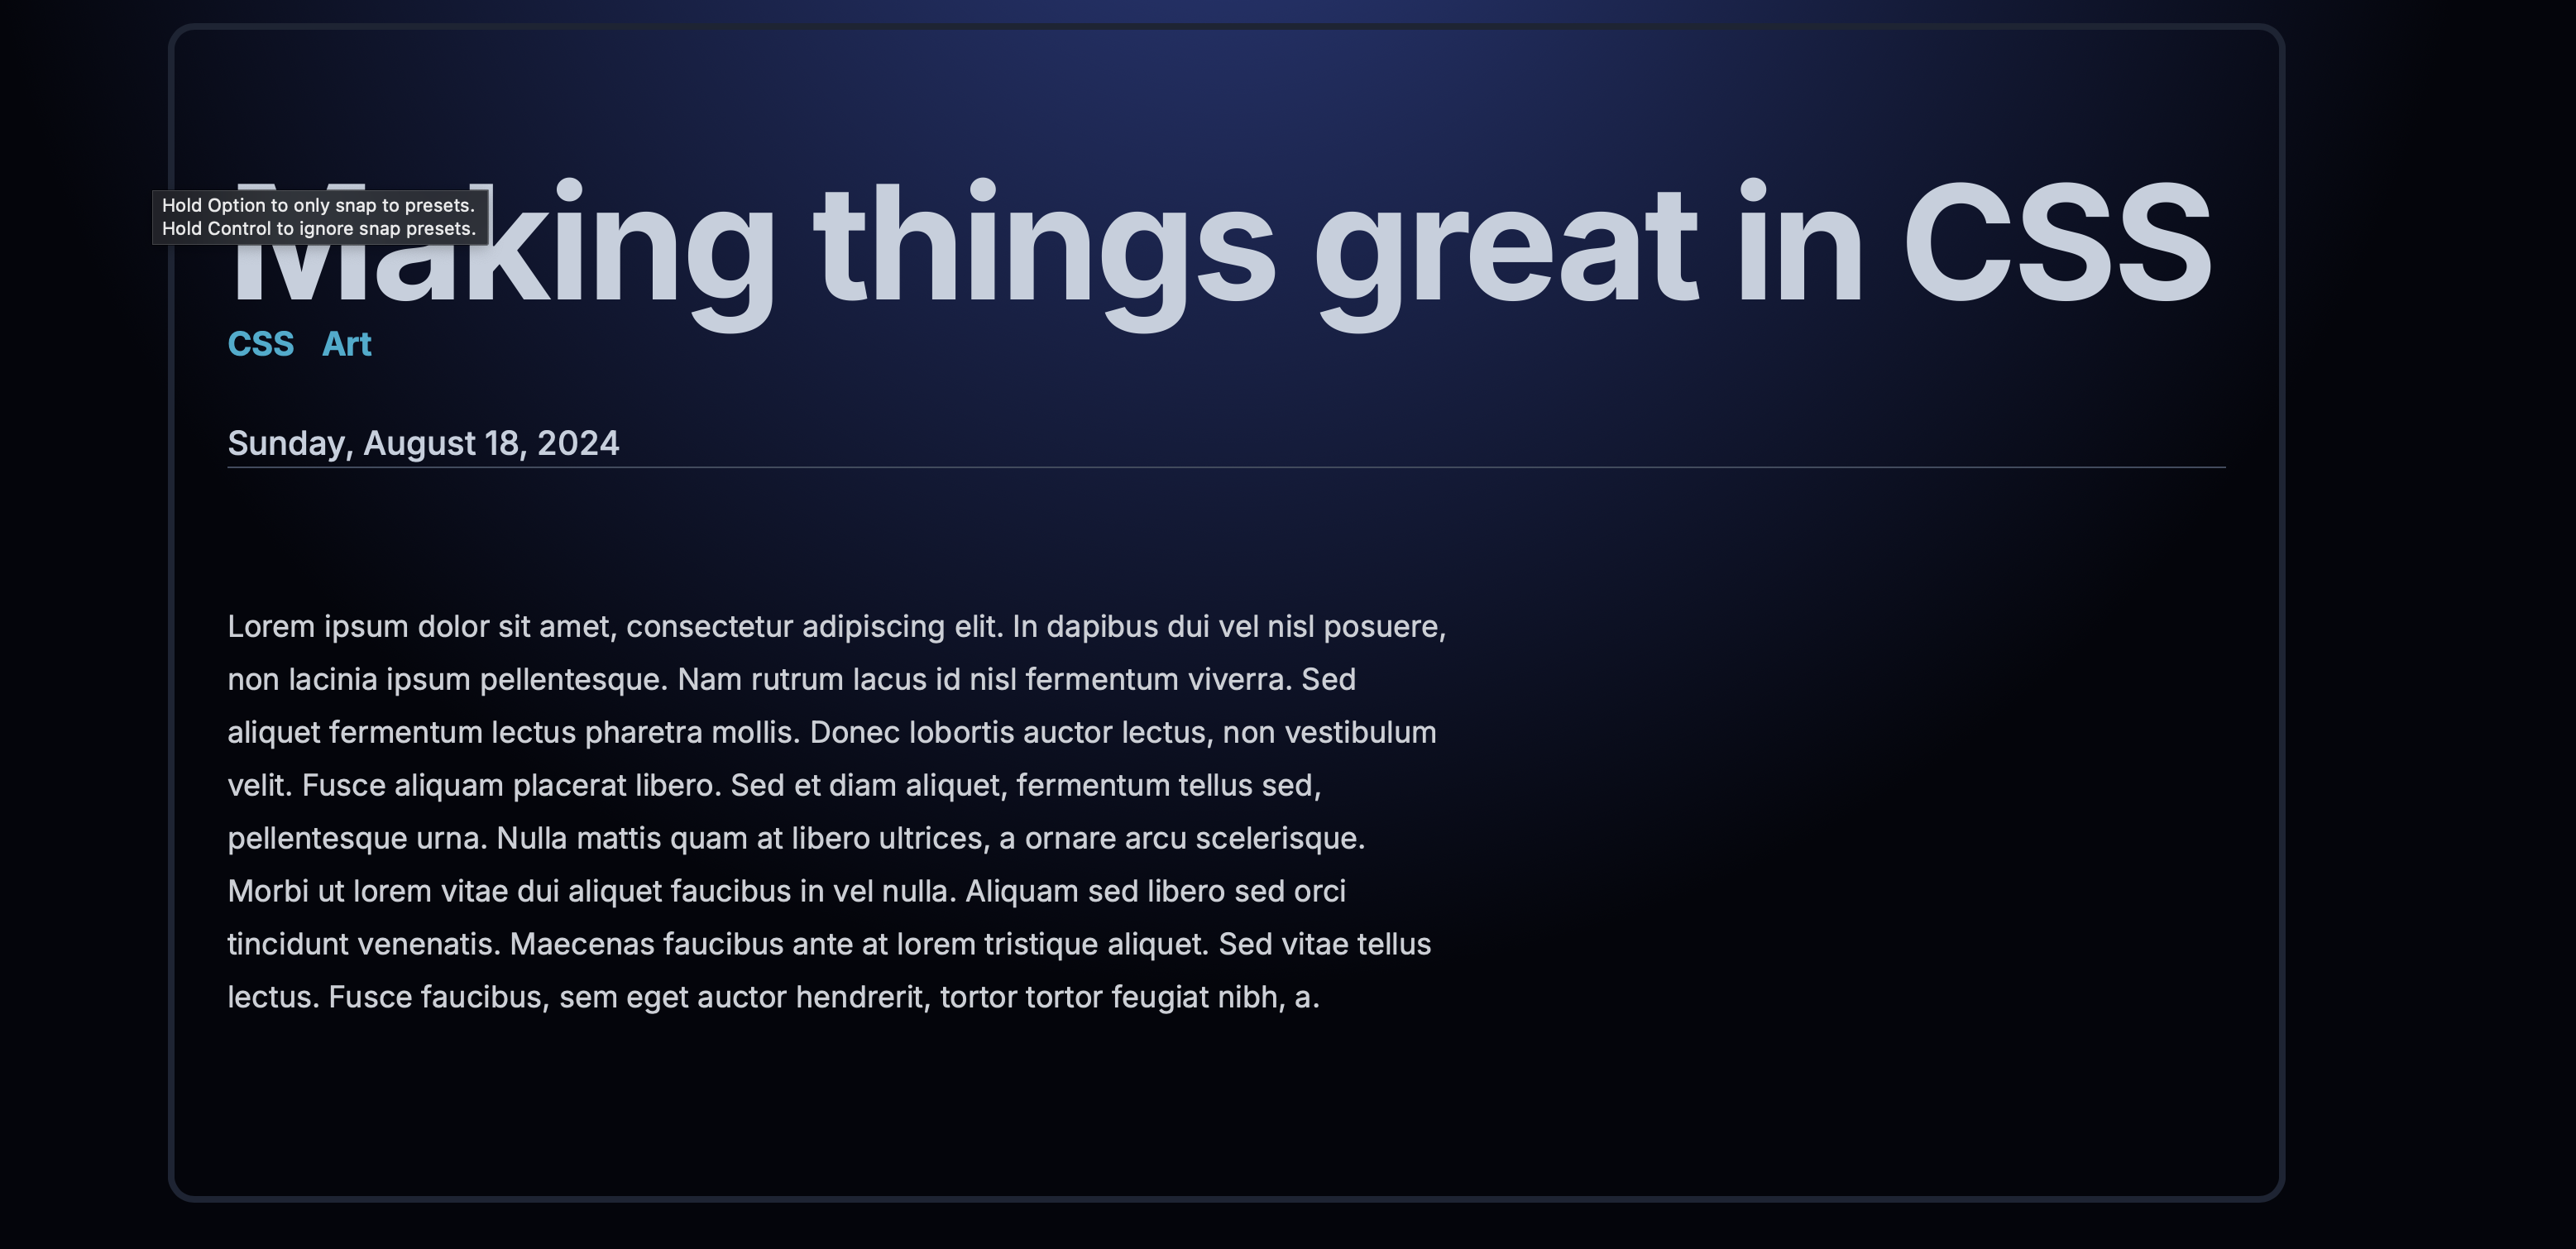 Hold Option to only snap to presets.
Hold Control to ignore snap presets.
Making things great in CSS
CSS Art
Sunday, August 18, 2024
Lorem ipsum dolor sit amet, consectetur adipiscing elit. In dapibus dui vel nisl posuere,
non lacinia ipsum pellentesque. Nam rutrum lacus id nisl fermentum viverra. Sed
aliquet fermentum lectus pharetra mollis. Donec lobortis auctor lectus, non vestibulum
velit. Fusce aliquam placerat libero. Sed et diam aliquet, fermentum tellus sed,
pellentesque urna. Nulla mattis quam at libero ultrices, a ornare arcu scelerisque.
Morbi ut lorem vitae dui aliquet faucibus in vel nulla. Aliquam sed libero sed orci
tincidunt venenatis. Maecenas faucibus ante at lorem tristique aliquet. Sed vitae tellus
lectus. Fusce faucibus, sem eget auctor hendrerit, tortor tortor feugiat nibh, a.